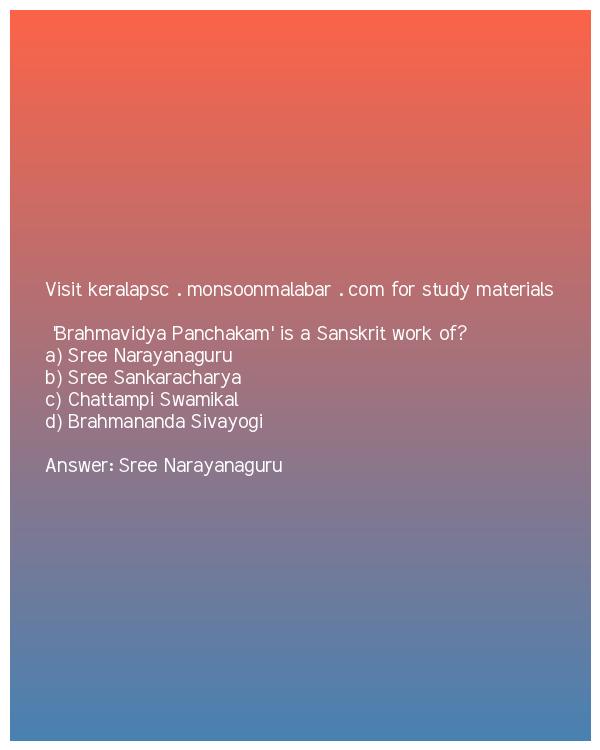 Visit keralapsc . monsoonmalabar . com for study materials
'Brahmavidya Panchakam' is a Sanskrit work of?
a) Sree Narayanaguru
b) Sree Sankaracharya
c) Chattampi Swamikal
d) Brahmananda Sivayogi
Answer: Sree Narayanaguru